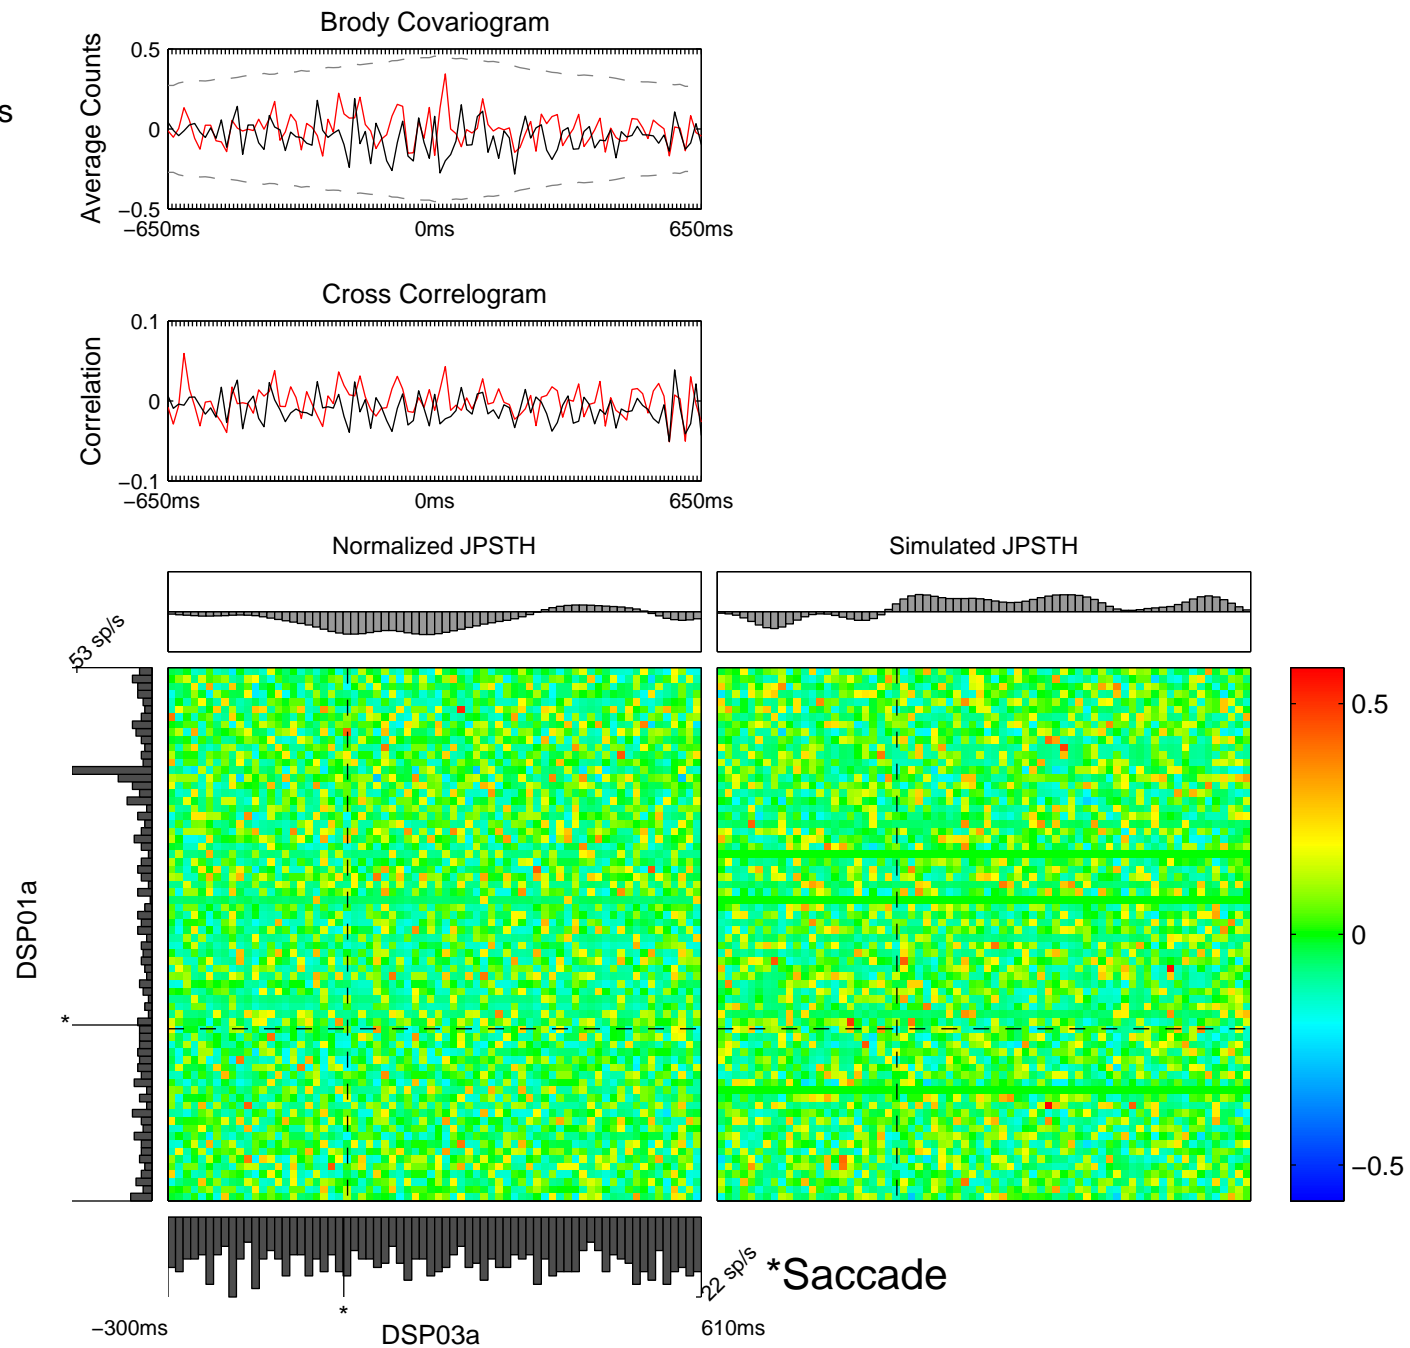 Brody Covariogram
s
Average Counts
0.5
0
−0.5
−650ms
0ms
650ms
Cross Correlogram
Correlation
0.1
0
−0.1
−650ms
0ms
650ms
Normalized JPSTH
Simulated JPSTH
53 sp/s
DSP01a
*
0.5
0
−0.5
22 sp/s
*Saccade
*
−300ms
DSP03a
610ms